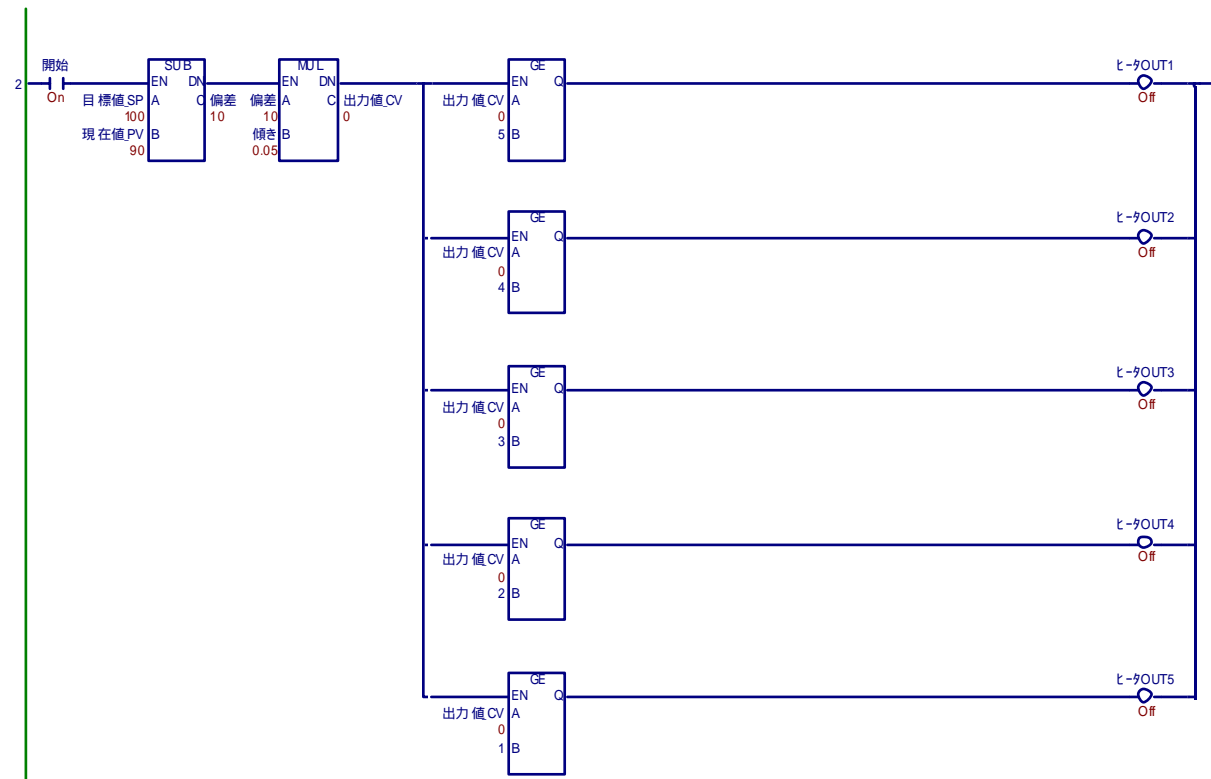 開始
2
On
SUB
EN DN
目標値_SP A C 偏差
100 10
現在値_PV B
90
MUL
EN DN
偏差 A C 出力値_CV
10 0
傾き B
0.05
GE
EN Q
出力値_CV A
0
5 B
ﾋｰﾀOUT1
Off
GE
EN Q
出力値_CV A
0
4 B
ﾋｰﾀOUT2
Off
GE
EN Q
出力値_CV A
0
3 B
ﾋｰﾀOUT3
Off
GE
EN Q
出力値_CV A
0
2 B
ﾋｰﾀOUT4
Off
GE
EN Q
出力値_CV A
0
1 B
ﾋｰﾀOUT5
Off